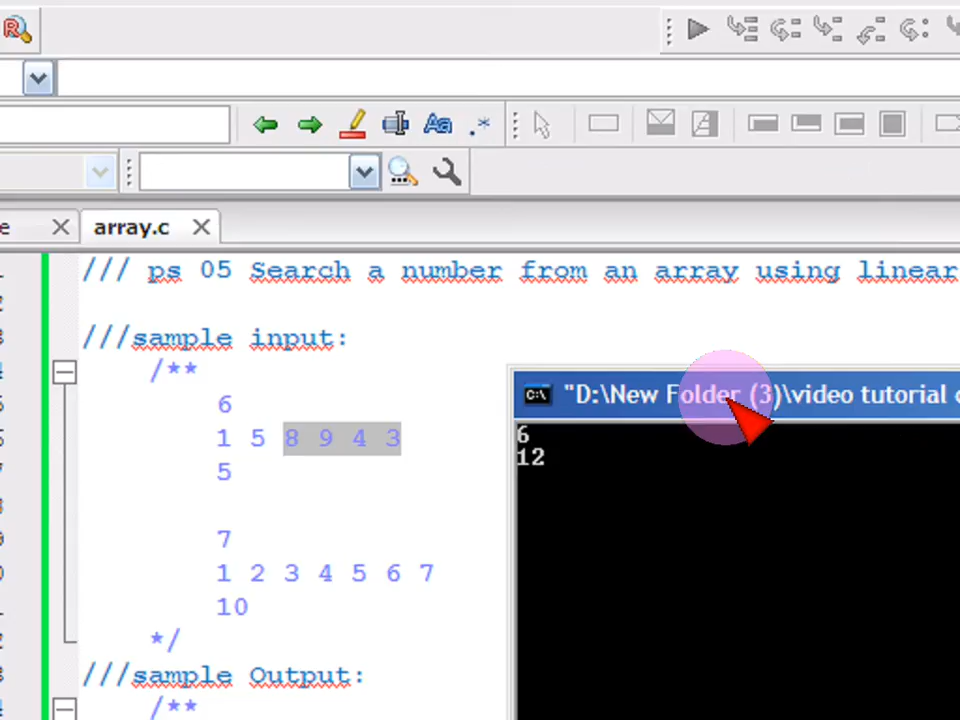 e
array.c
/// ps 05 Search a number from an array using linear
///sample input:
/**
6
1 5 8 9 4 3
5
7
1 2 3 4 5 6 7
10
*/
///sample Output:
/**
"D:\New Folder (3)\video tutorial
6
12